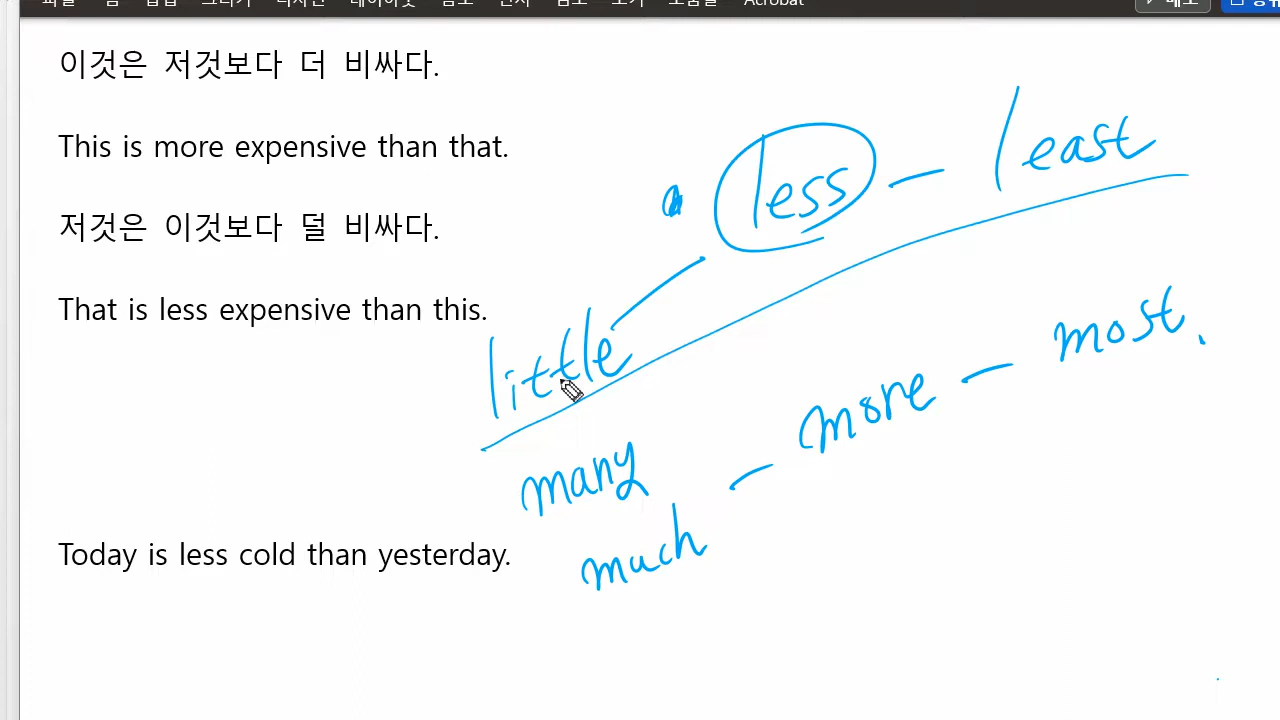 Acrobat
이것은 저것보다 더 비싸다.
This is more expensive than that.
저것은 이것보다 덜 비싸다.
That is less expensive than this.
little - less - least
many
much - more - most.
Today is less cold than yesterday.